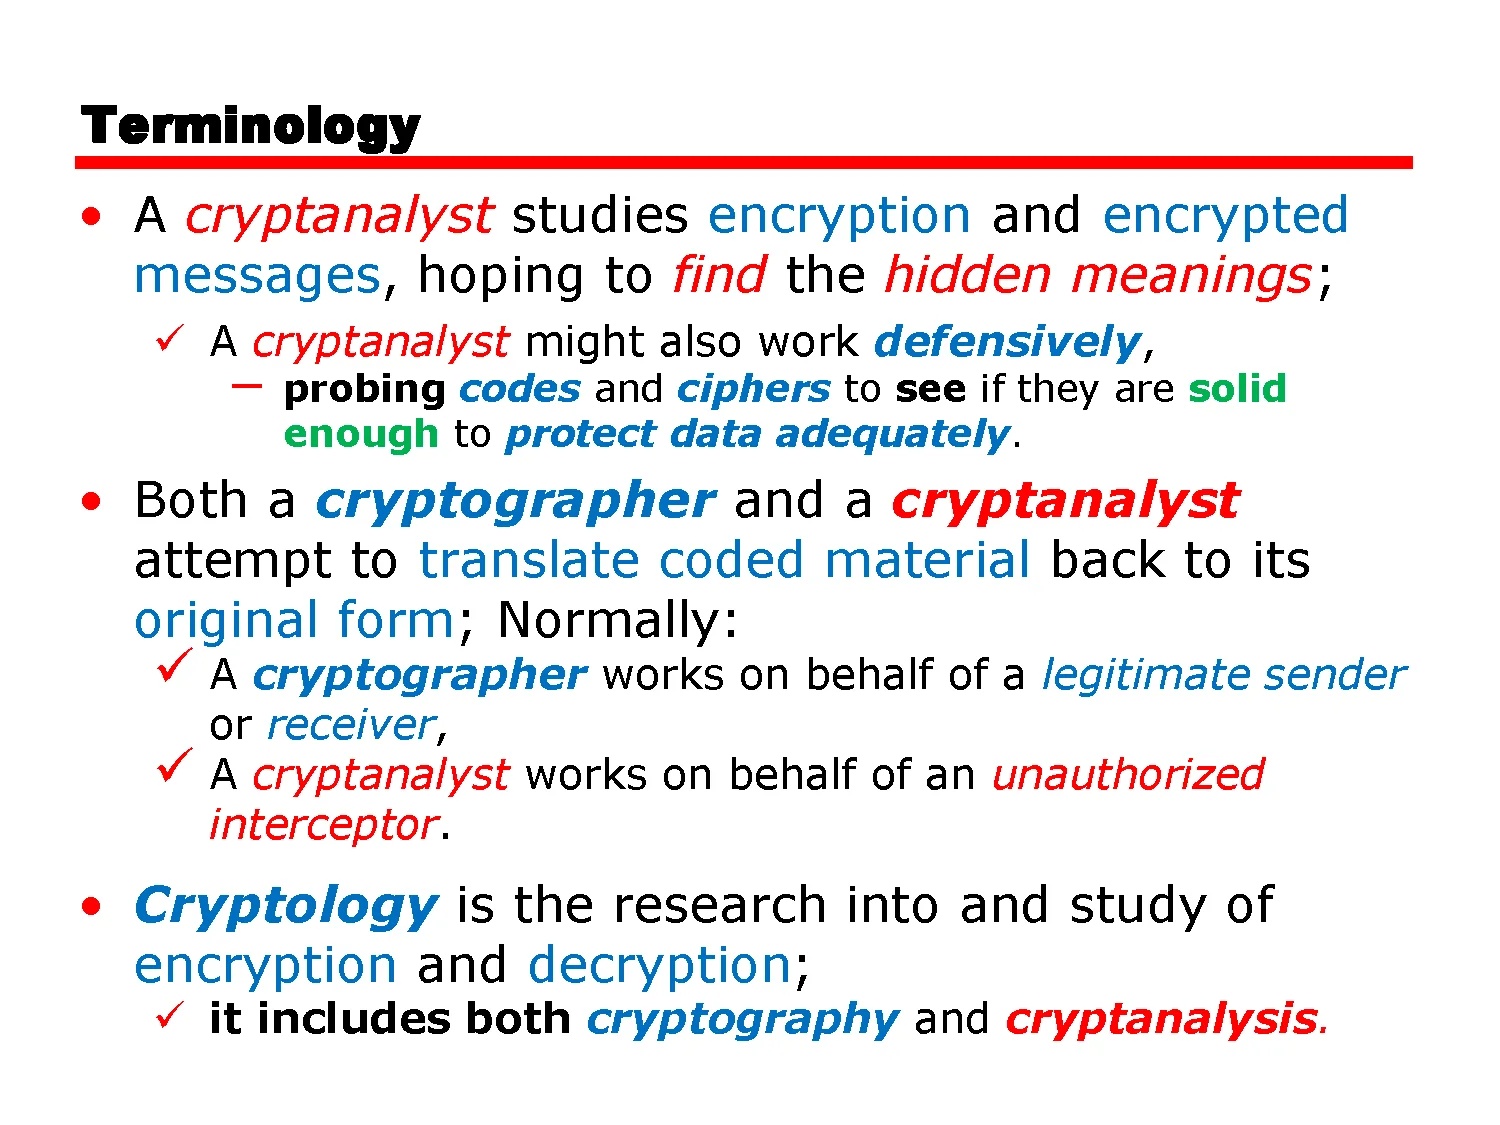 Terminology
• A cryptanalyst studies encryption and encrypted
messages, hoping to find the hidden meanings;
✓ A cryptanalyst might also work defensively,
– probing codes and ciphers to see if they are solid
enough to protect data adequately.
• Both a cryptographer and a cryptanalyst
attempt to translate coded material back to its
original form; Normally:
✓ A cryptographer works on behalf of a legitimate sender
or receiver,
✓ A cryptanalyst works on behalf of an unauthorized
interceptor.
• Cryptology is the research into and study of
encryption and decryption;
✓ it includes both cryptography and cryptanalysis.